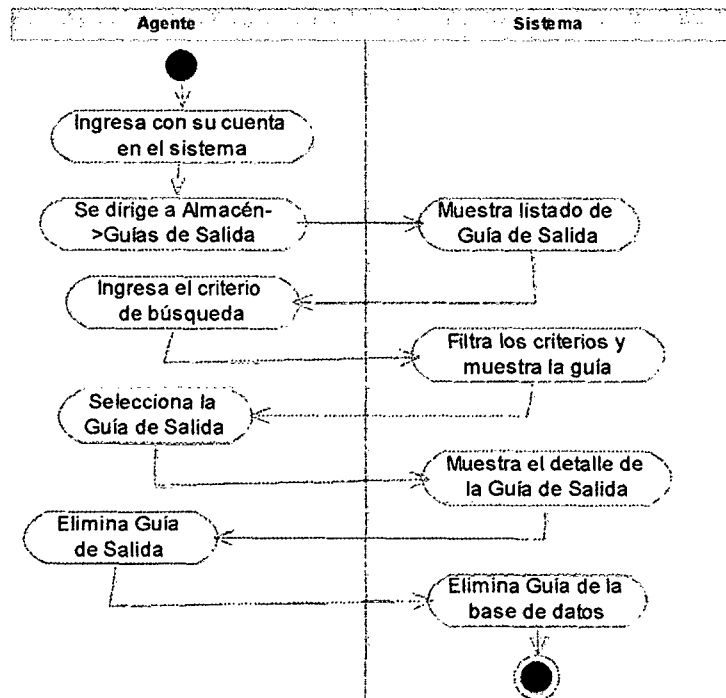 Agente
Sistema
Ingresa con su cuenta
en el sistema
Se dirige a Almacén-
>Guías de Salida
Muestra listado de
Guía de Salida
Ingresa el criterio
de búsqueda
Filtra los criterios y
muestra la guía
Selecciona la
Guía de Salida
Muestra el detalle de
la Guía de Salida
Elimina Guía
de Salida
Elimina Guía de la
base de datos